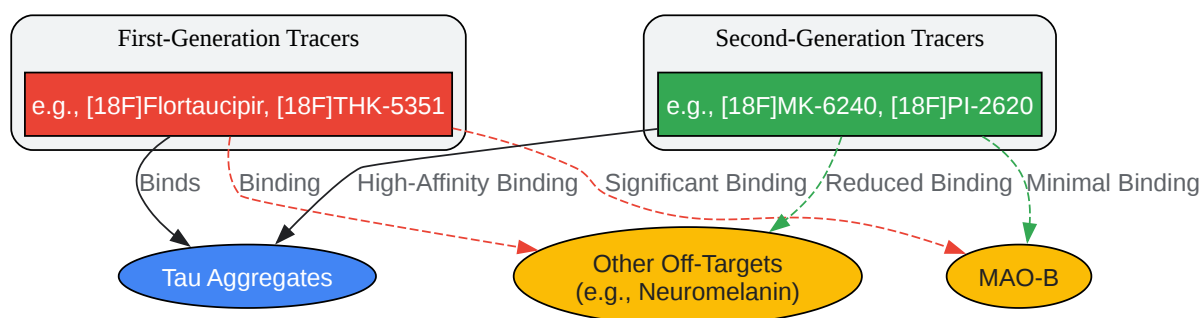 First-Generation Tracers
Second-Generation Tracers
e.g., [18F]Flortaucipir, [18F]THK-5351
e.g., [18F]MK-6240, [18F]PI-2620
Binds
Binding
High-Affinity Binding
Significant Binding
Reduced Binding
Minimal Binding
Tau Aggregates
Other Off-Targets
(e.g., Neuromelanin)
MAO-B